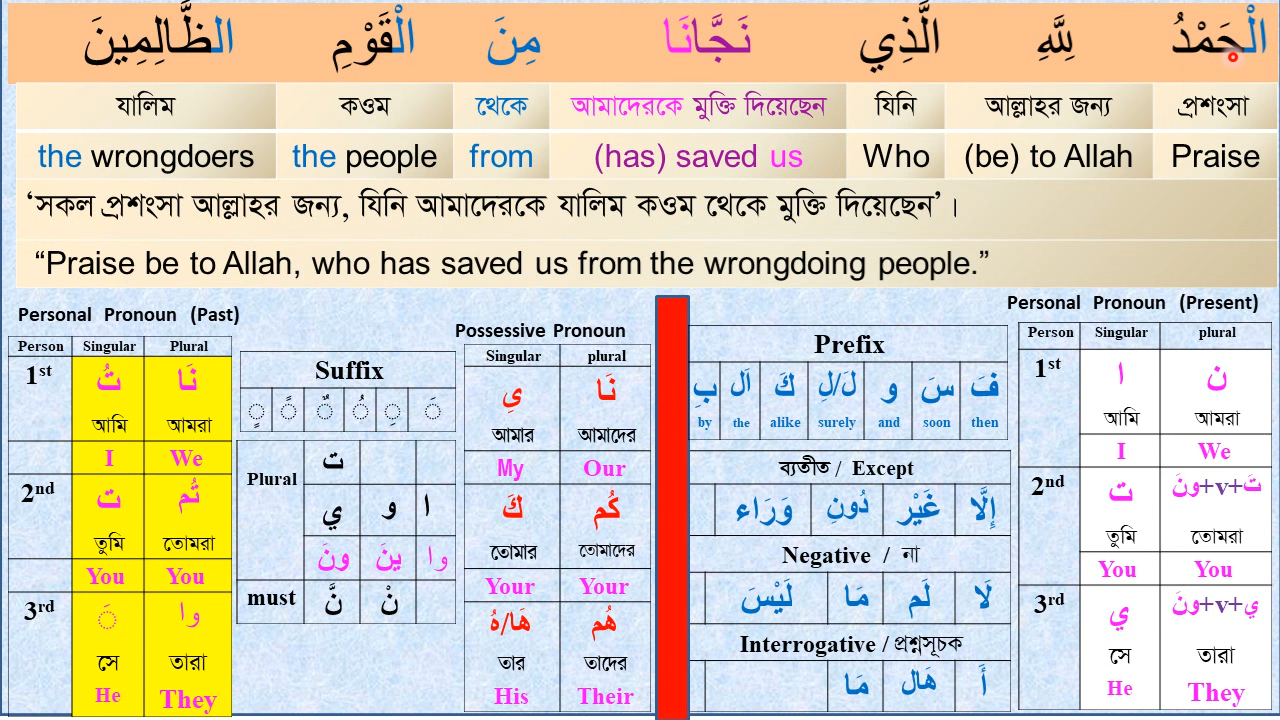 الْحَمْدُ لِلَّهِ الَّذِي نَجَّانَا مِنَ الْقَوْمِ الظَّالِمِينَ
যালিম কওম থেকে আমাদেরকে মুক্তি দিয়েছেন যিনি আল্লাহর জন্য প্রশংসা
the wrongdoers the people from (has) saved us Who (be) to Allah Praise
‘সকল প্রশংসা আল্লাহর জন্য, যিনি আমাদেরকে যালিম কওম থেকে মুক্তি দিয়েছেন’।
“Praise be to Allah, who has saved us from the wrongdoing people.”
Personal Pronoun (Past)
Person Singular Plural
1st تُ نَا
আমি আমরা
I We
2nd ت تُم
তুমি তোমরা
You You
3rd َ وا
সে তারা
He They
Suffix
ٍ ً ٌ ُ ِ َ
Plural ت
ي و ا
ونَ ينَ وا
must نَّ نْ
Possessive Pronoun
Singular plural
يِ نَا
আমার আমাদের
My Our
كَ كُم
তোমার তোমাদের
Your Your
هَا/هُ هُم
তার তাদের
His Their
Prefix
بِ اَل كَ لَ/لِ و سَ فَ
by the alike surely and soon then
ব্যতীত / Except
وَرَاء دُونِ غَيْر إِلَّا
Negative / না
لَيْسَ مَا لَم لَا
Interrogative / প্রশ্নসূচক
مَا هَال أَ
Personal Pronoun (Present)
Person Singular plural
1st ا ن
আমি আমরা
I We
2nd ت تَ+v+ونَ
তুমি তোমরা
You You
3rd ي ي+v+ونَ
সে তারা
He They